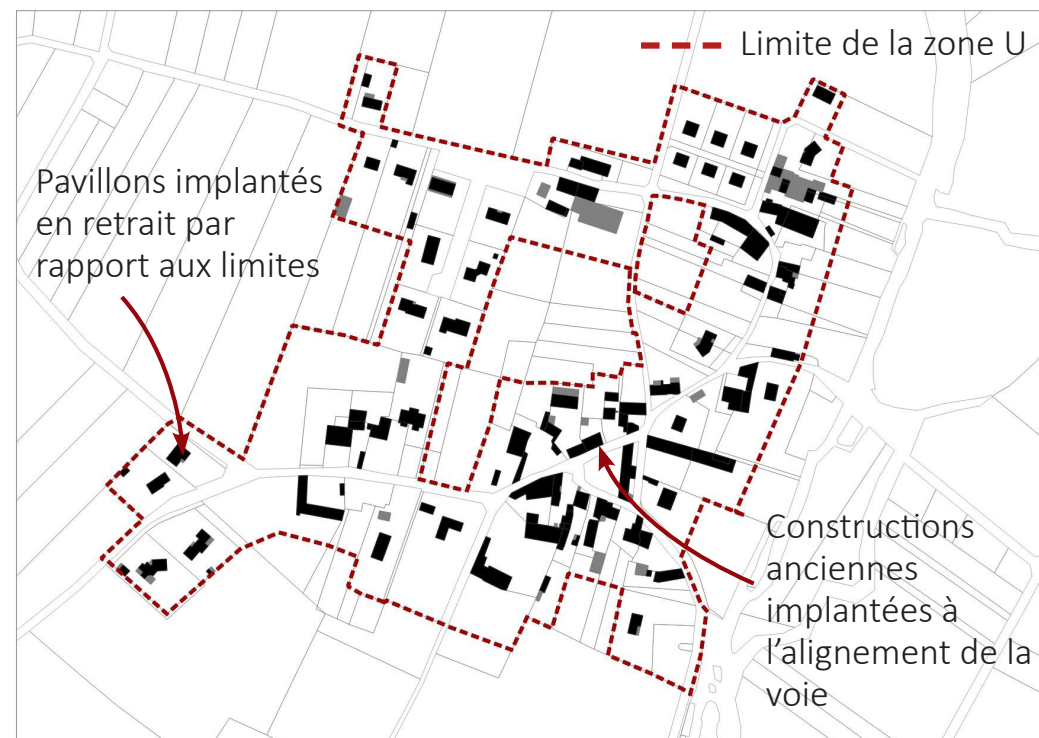 Limite de la zone U
Pavillons implantés
en retrait par
rapport aux limites
Constructions
anciennes
implantées à
l’alignement de la
voie